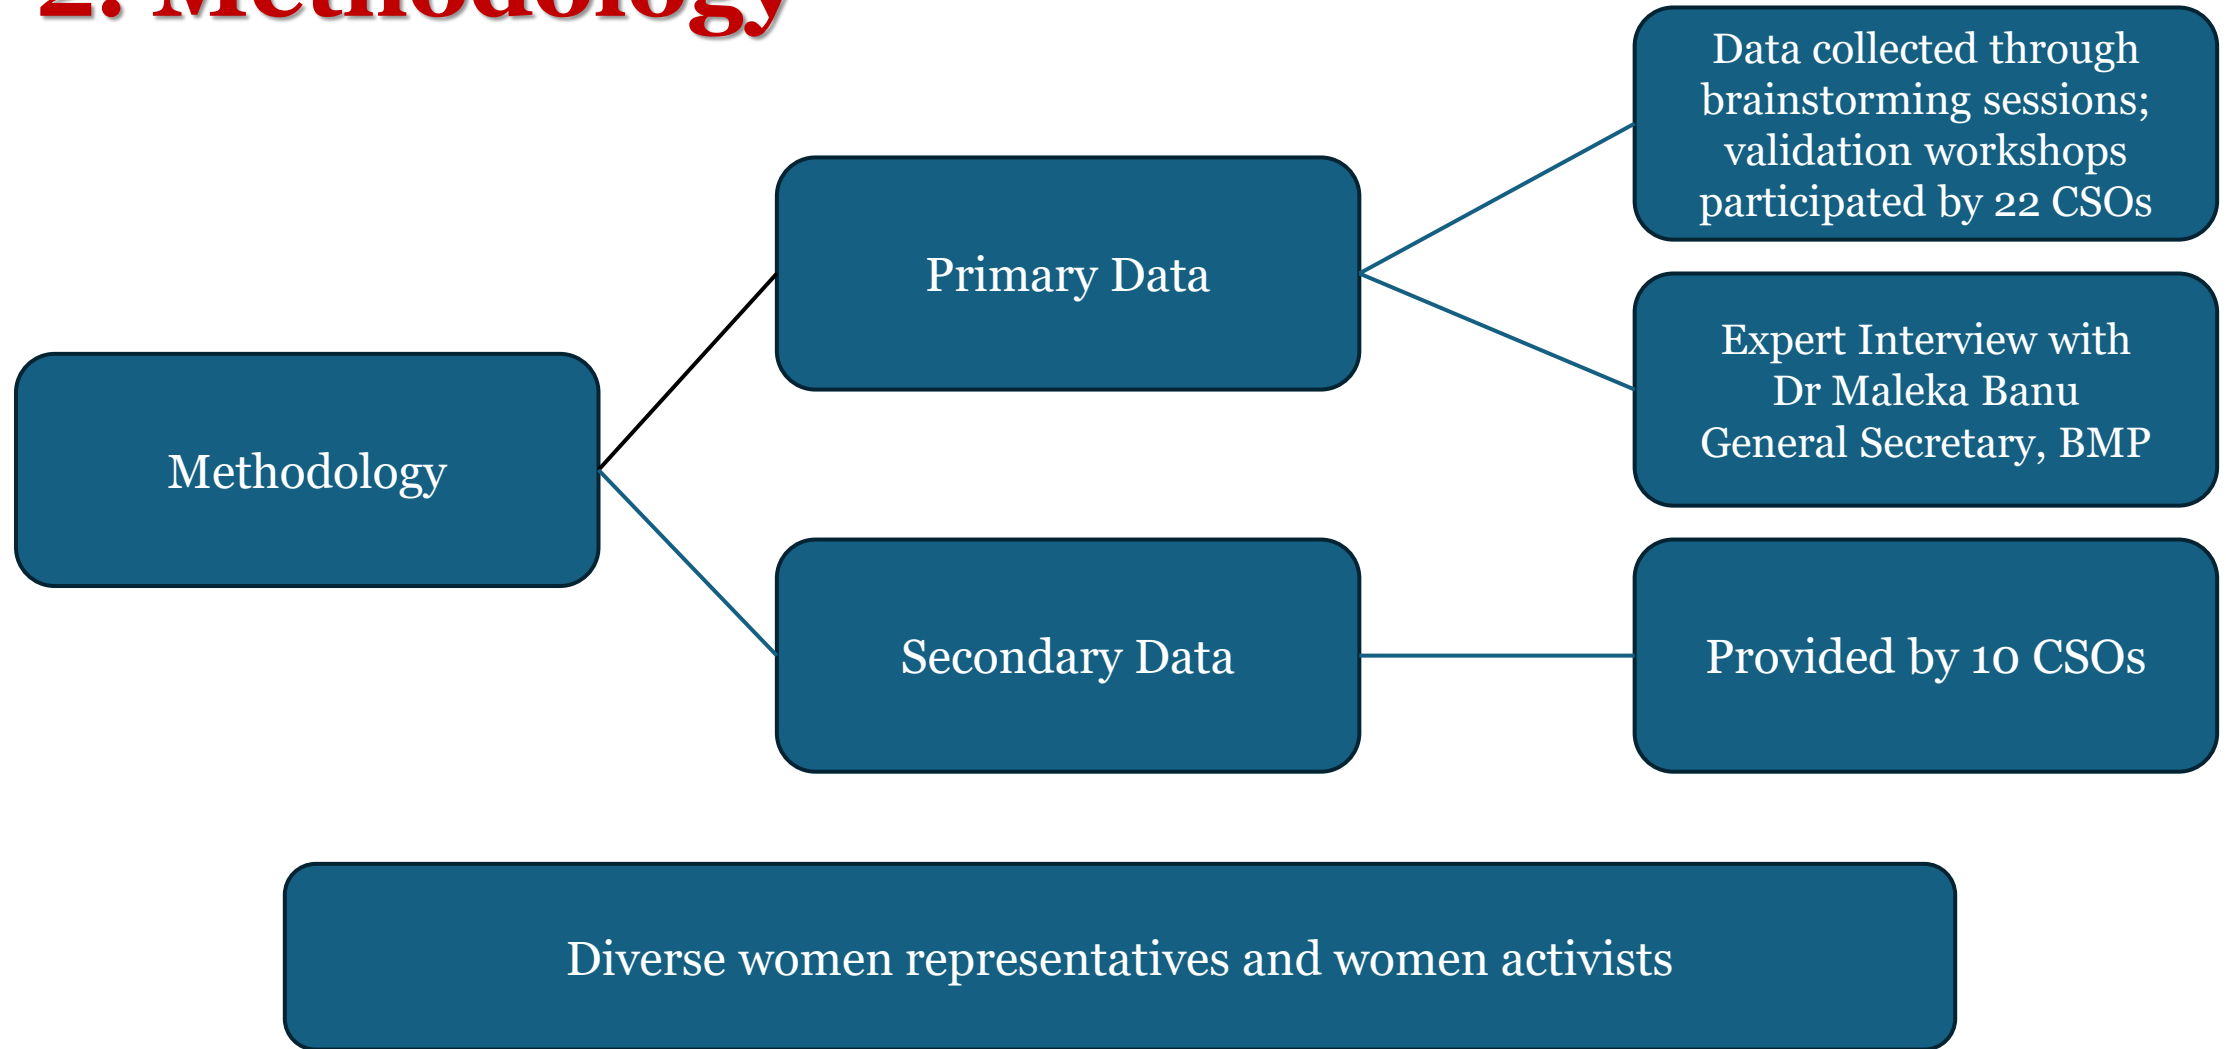 2. Methodology
Methodology
Primary Data
Data collected through
brainstorming sessions;
validation workshops
participated by 22 CSOs
Expert Interview with
Dr Maleka Banu
General Secretary, BMP
Secondary Data
Provided by 10 CSOs
Diverse women representatives and women activists